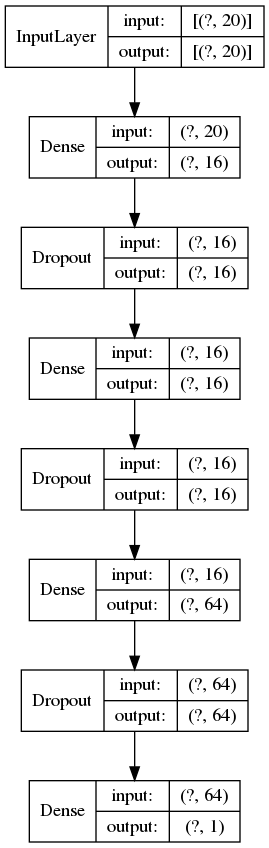 InputLayer input: [(?, 20)]
output: [(?, 20)]
Dense input: (?, 20)
output: (?, 16)
Dropout input: (?, 16)
output: (?, 16)
Dense input: (?, 16)
output: (?, 16)
Dropout input: (?, 16)
output: (?, 16)
Dense input: (?, 16)
output: (?, 64)
Dropout input: (?, 64)
output: (?, 64)
Dense input: (?, 64)
output: (?, 1)